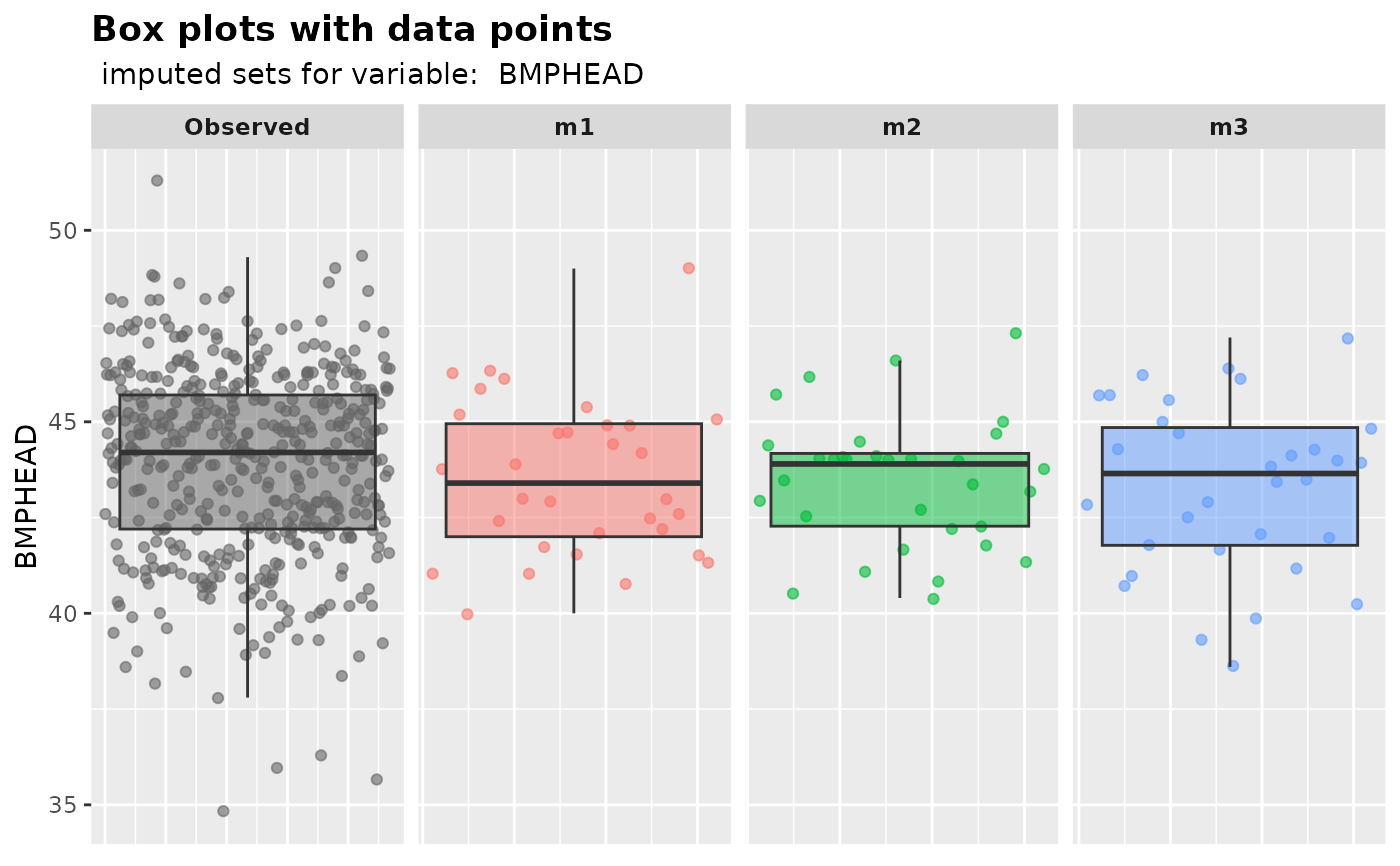 Box plots with data points
imputed sets for variable:  BMPHEAD
Observed
m1
m2
m3
BMPHEAD
50
45
40
35